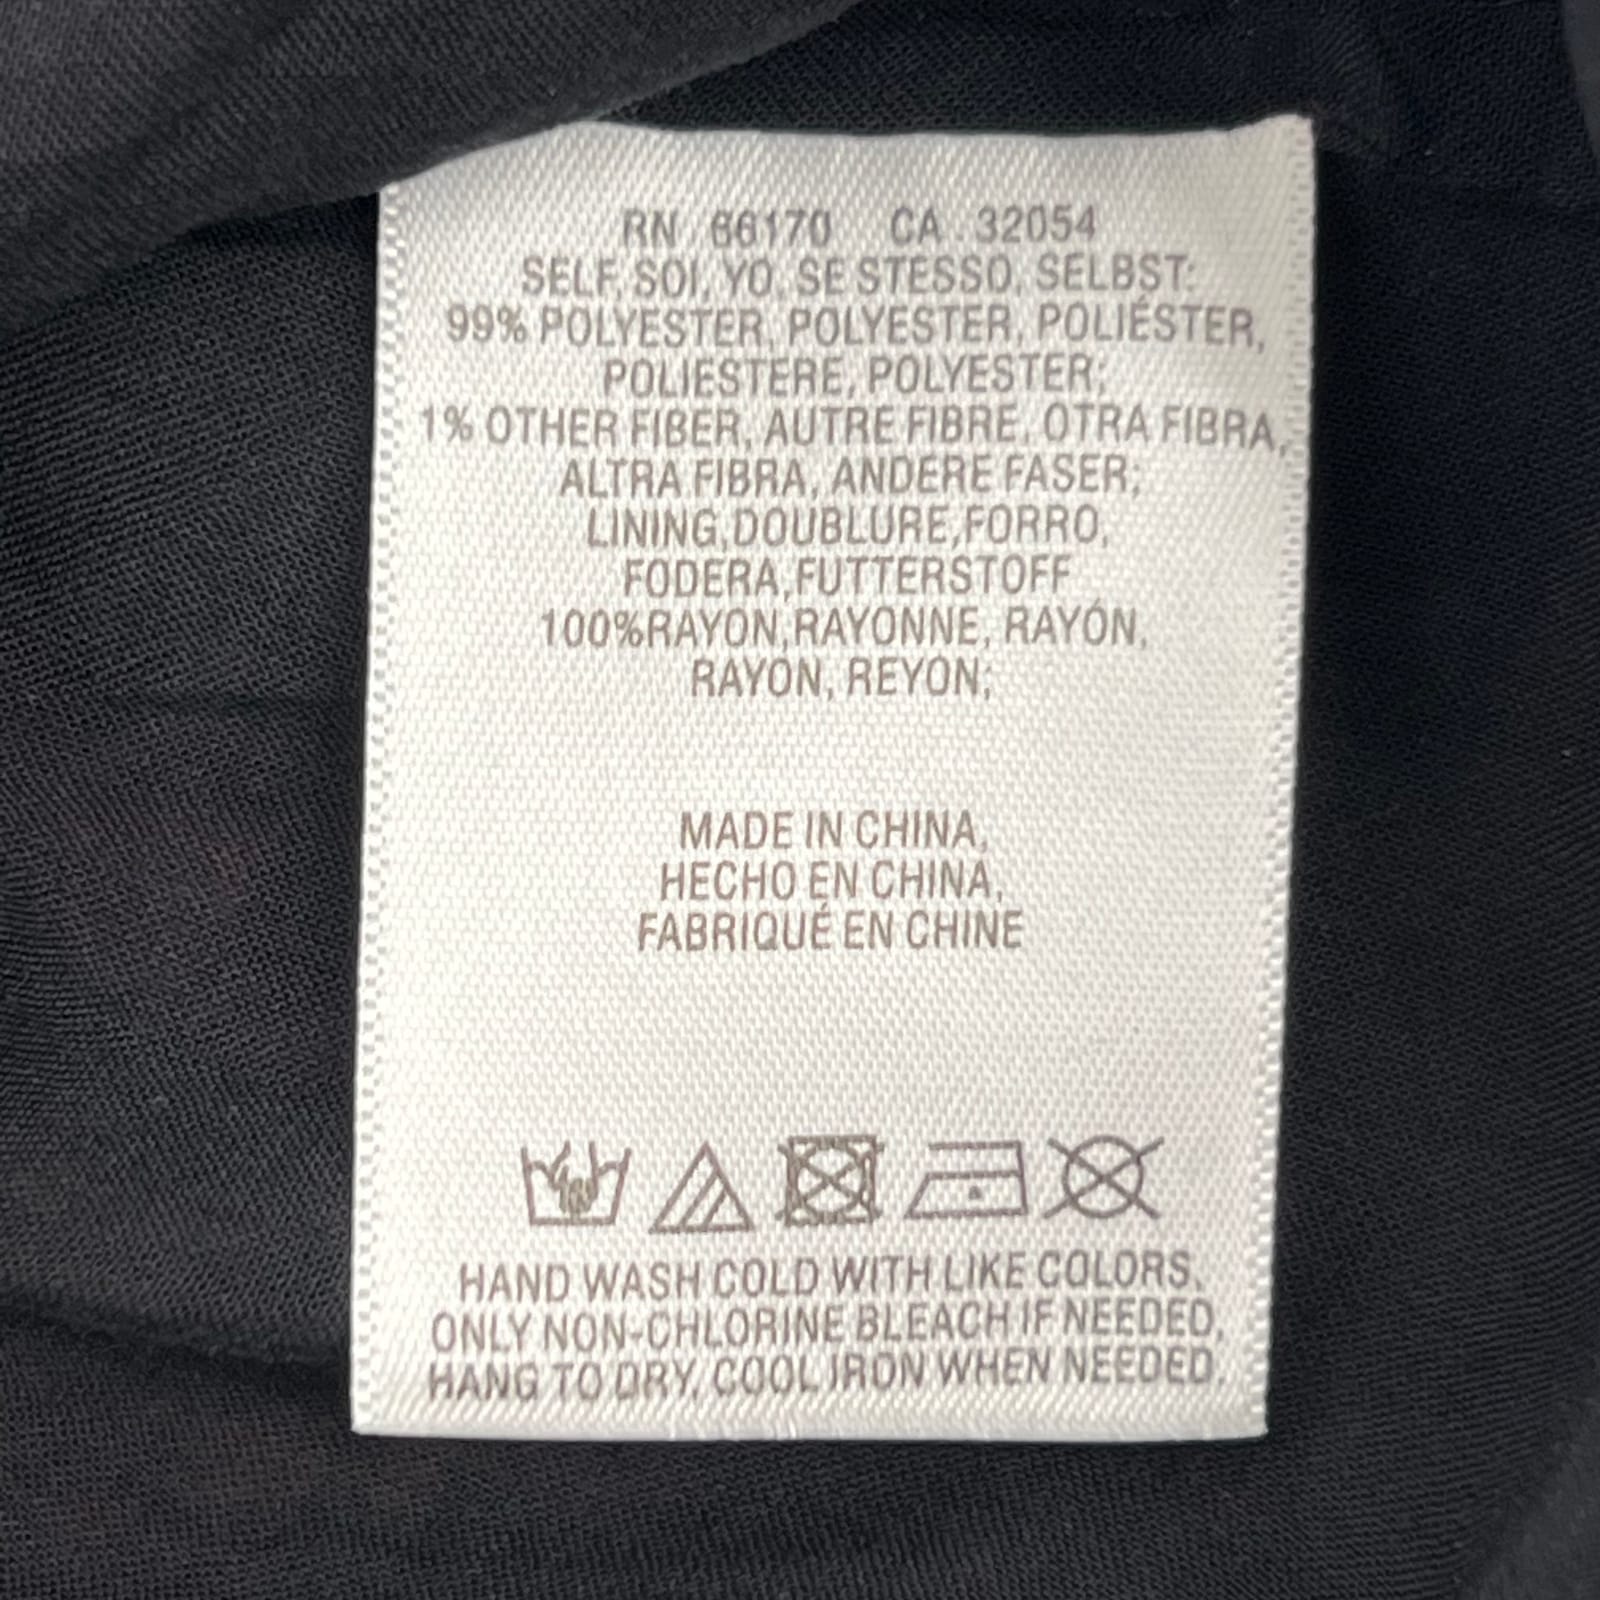 RN 66170 CA 32054
SELF, SOI, YO, SE STESSO, SELBST:
99% POLYESTER, POLYESTER, POLIÉSTER,
POLIESTERE, POLYESTER;
1% OTHER FIBER, AUTRE FIBRE, OTRA FIBRA,
ALTRA FIBRA, ANDERE FASER;
LINING,DOUBLURE,FORRO,
FODERA,FUTTERSTOFF
100%RAYON,RAYONNE, RAYÓN,
RAYON, REYON;
MADE IN CHINA,
HECHO EN CHINA,
FABRIQUÉ EN CHINE
HAND WASH COLD WITH LIKE COLORS,
ONLY NON-CHLORINE BLEACH IF NEEDED,
HANG TO DRY, COOL IRON WHEN NEEDED.